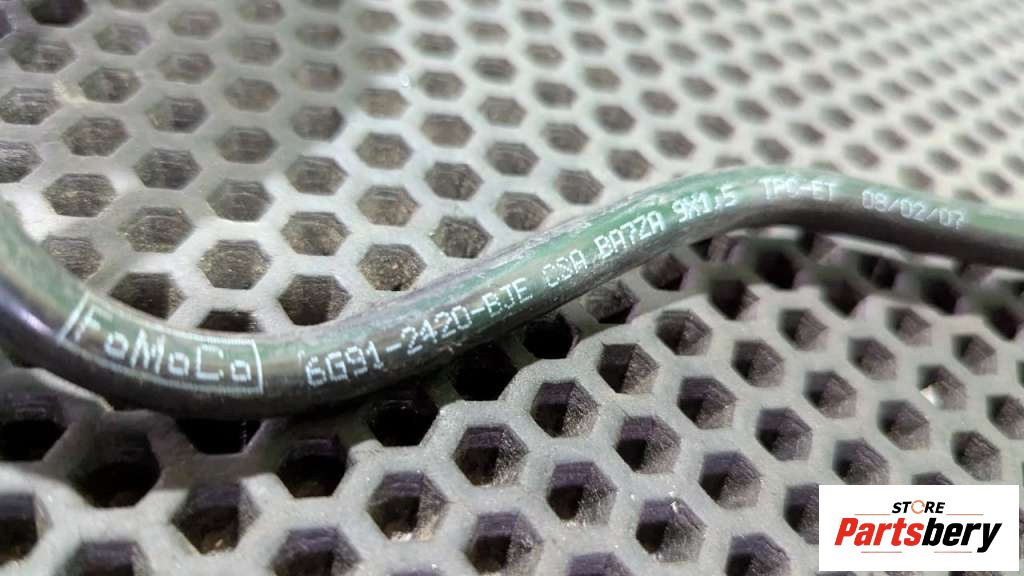 FoMoCo 6G91-2420-BJE CSA BA7ZA 9X1.5 TPC-ET 08/02/07
STORE
Partsbery